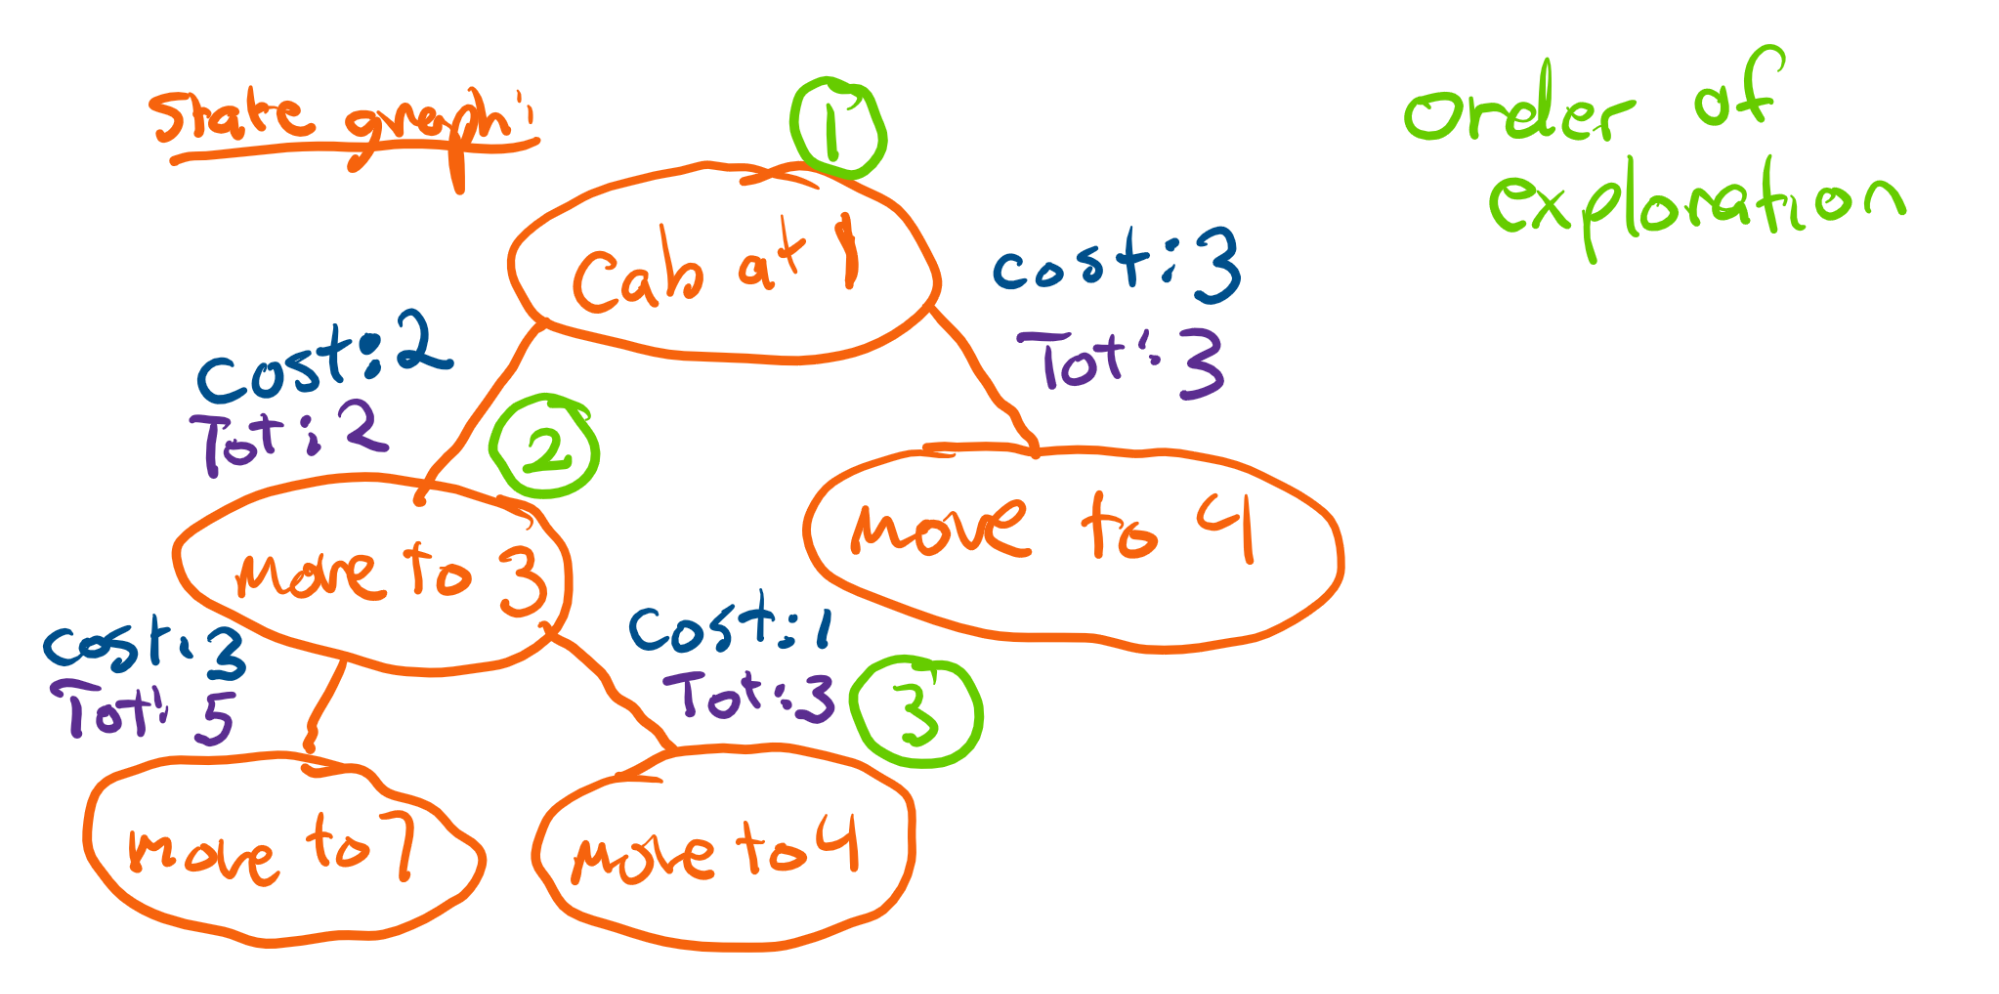 State graph:
1
order of
exploration
Cab at 1
cost: 3
Tot: 3
Cost: 2
Tot: 2
2
move to 3
move to 4
cost: 3
Tot: 5
Cost: 1
Tot: 3
3
move to 7
move to 4